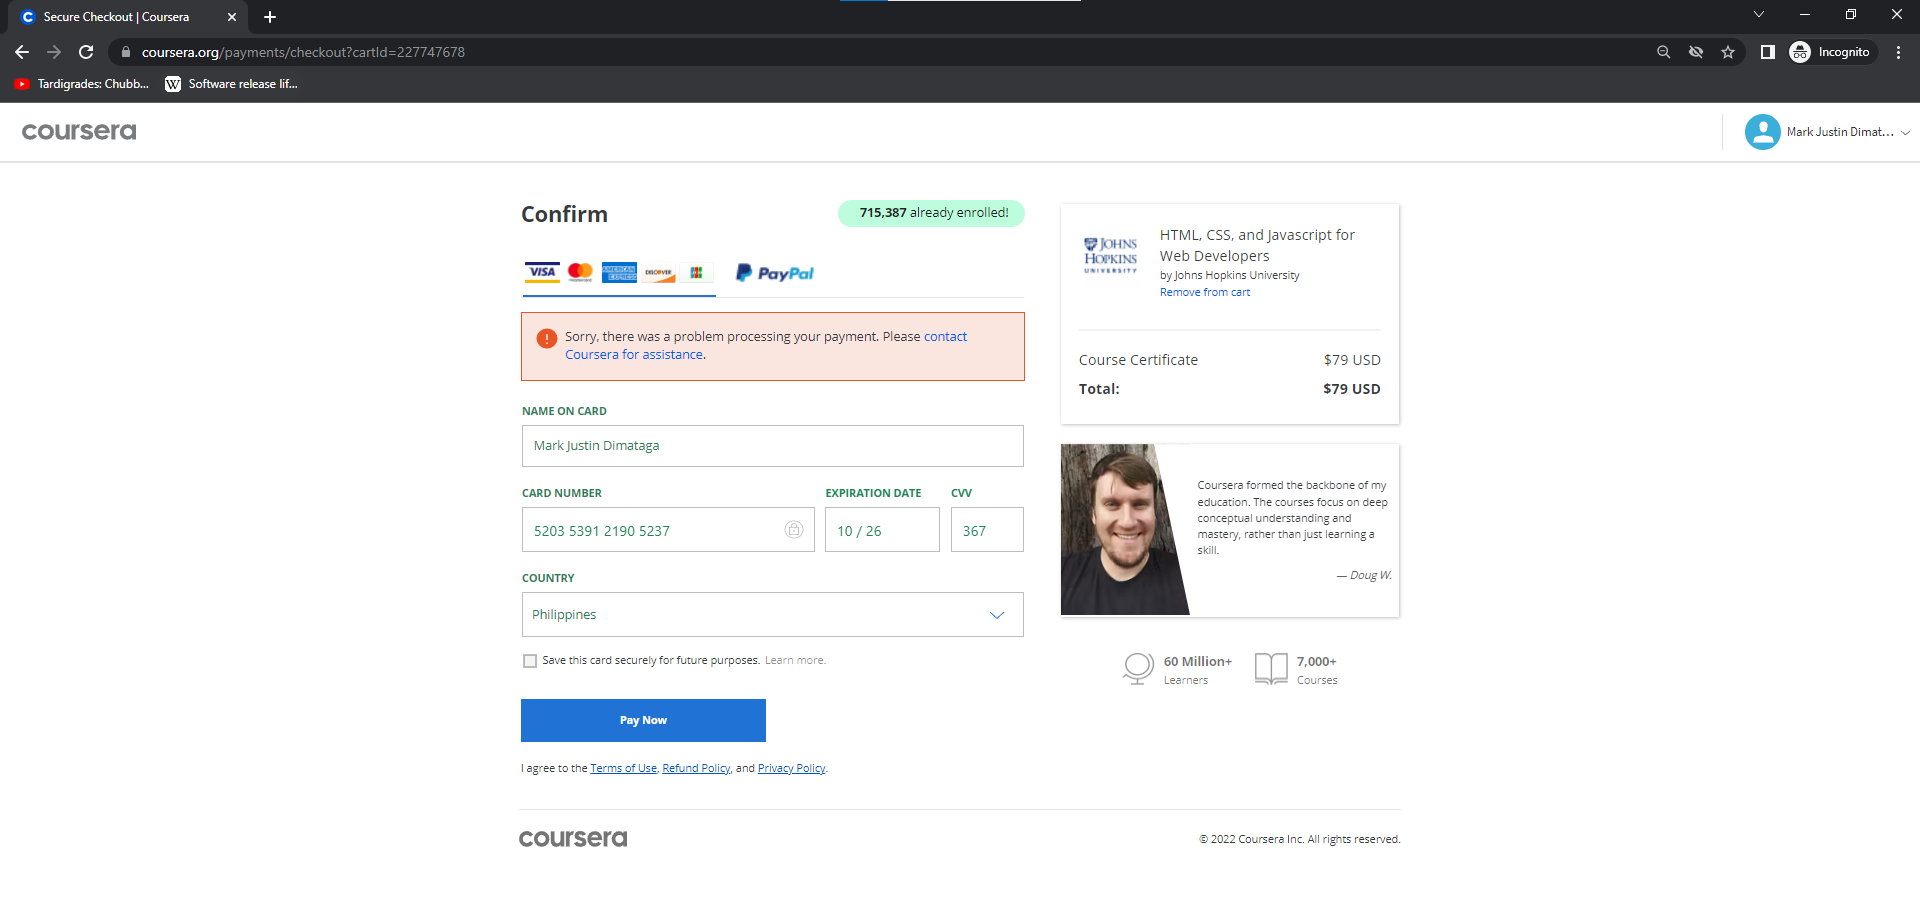 Secure Checkout | Coursera
coursera.org/payments/checkout?cartId=227747678
Incognito
Tardigrades: Chubb...
Software release lif...
coursera
Mark Justin Dimat...
Confirm
715,387 already enrolled!
VISA
AMERICAN EXPRESS
DISCOVER
PayPal
Sorry, there was a problem processing your payment. Please contact
Coursera for assistance.
NAME ON CARD
Mark Justin Dimataga
CARD NUMBER
EXPIRATION DATE
CVV
5203 5391 2190 5237
10 / 26
367
COUNTRY
Philippines
Save this card securely for future purposes. Learn more.
Pay Now
I agree to the Terms of Use, Refund Policy, and Privacy Policy.
JOHNS
HOPKINS
UNIVERSITY
HTML, CSS, and Javascript for
Web Developers
by Johns Hopkins University
Remove from cart
Course Certificate
$79 USD
Total:
$79 USD
Coursera formed the backbone of my
education. The courses focus on deep
conceptual understanding and
mastery, rather than just learning a
skill.
— Doug W.
60 Million+
Learners
7,000+
Courses
coursera
© 2022 Coursera Inc. All rights reserved.